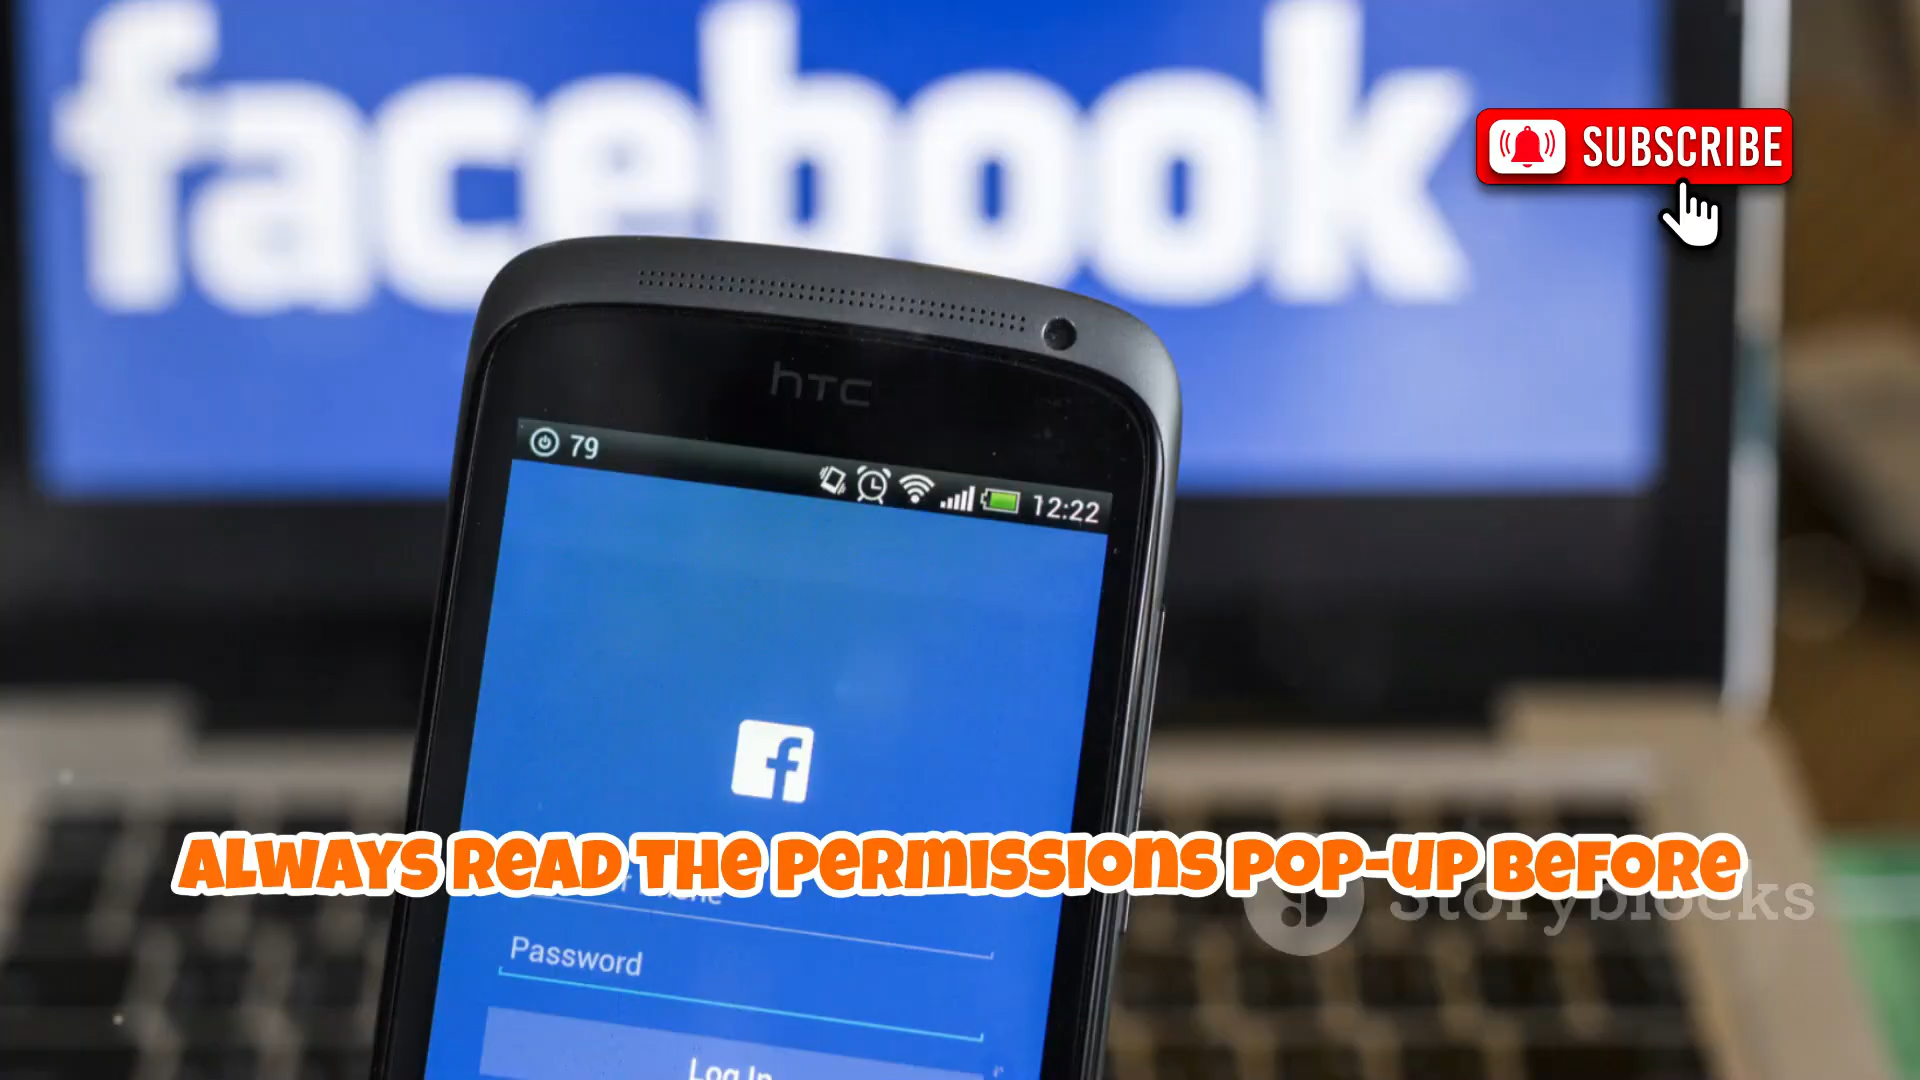 facebook
SUBSCRIBE
hTC
79
12:22
f
ALWAYS READ THE PERMISSIONS POP-UP BEFORE
Storyblocks
Password
Log In